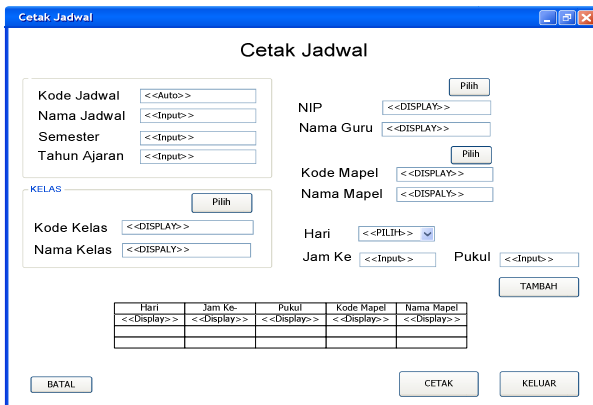 Cetak Jadwal
Cetak Jadwal
Kode Jadwal <<Auto>>
Nama Jadwal <<Input>>
Semester <<Input>>
Tahun Ajaran <<Input>>
KELAS
Pilih
Kode Kelas <<DISPLAY>>
Nama Kelas <<DISPALY>>
Pilih
NIP <<DISPLAY>>
Nama Guru <<DISPLAY>>
Pilih
Kode Mapel <<DISPLAY>>
Nama Mapel <<DISPALY>>
Hari <<PILIH>>
Jam Ke <<Input>> Pukul <<Input>>
TAMBAH
Hari Jam Ke- Pukul Kode Mapel Nama Mapel
<<Display>> <<Display>> <<Display>> <<Display>> <<Display>>
BATAL CETAK KELUAR